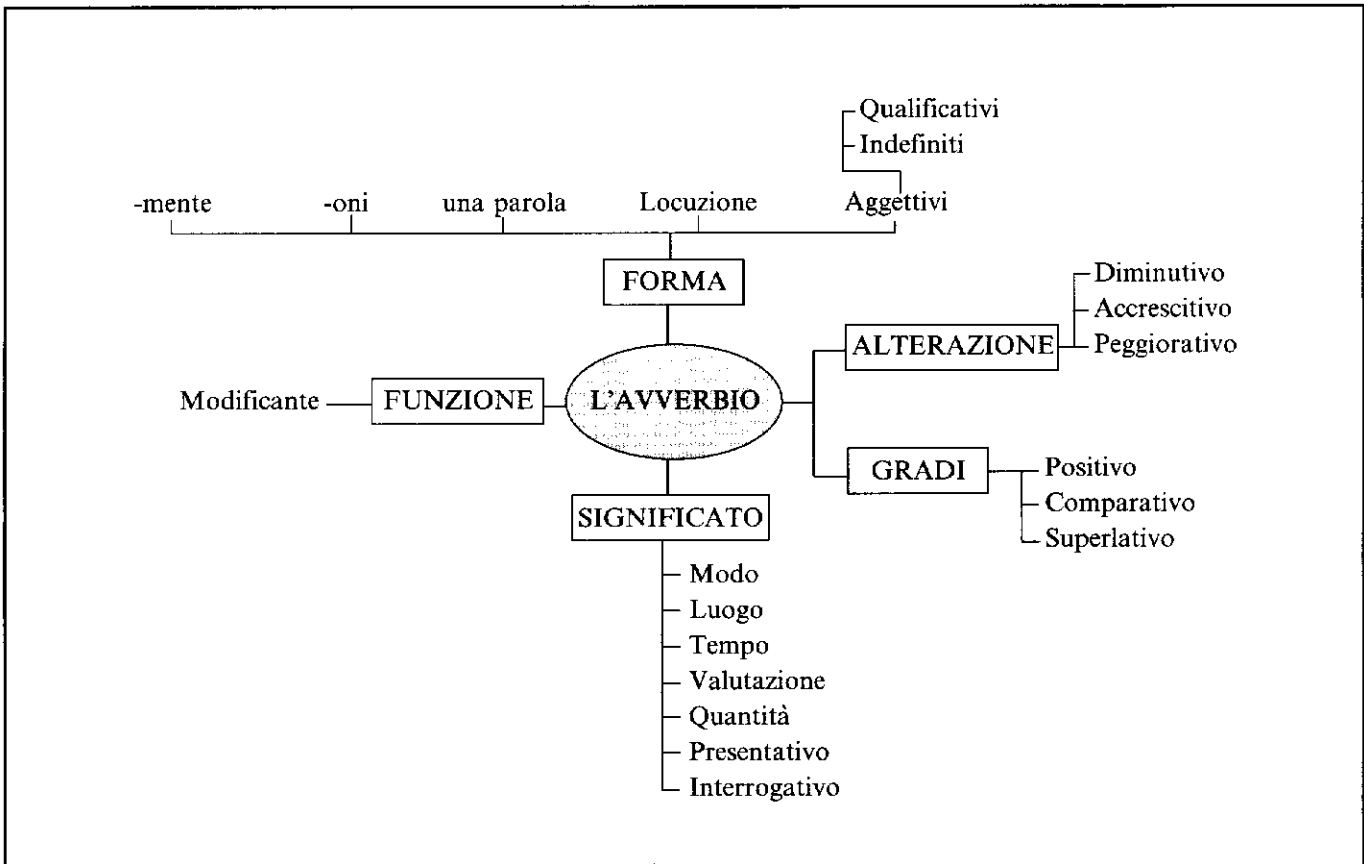 Qualificativi
Indefiniti
-mente -oni una parola Locuzione Aggettivi
FORMA
Diminutivo
ALTERAZIONE Accrescitivo
Peggiorativo
Modificante FUNZIONE L'AVVERBIO
GRADI Positivo
Comparativo
Superlativo
SIGNIFICATO
Modo
Luogo
Tempo
Valutazione
Quantità
Presentativo
Interrogativo